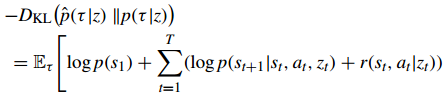 −D_KL(p̂(τ|z) ∥p(τ|z))
= 𝔼_τ [ log p(s_1) + ∑_{t=1}^{T} (log p(s_{t+1}|s_t, a_t, z_t) + r(s_t, a_t|z_t))